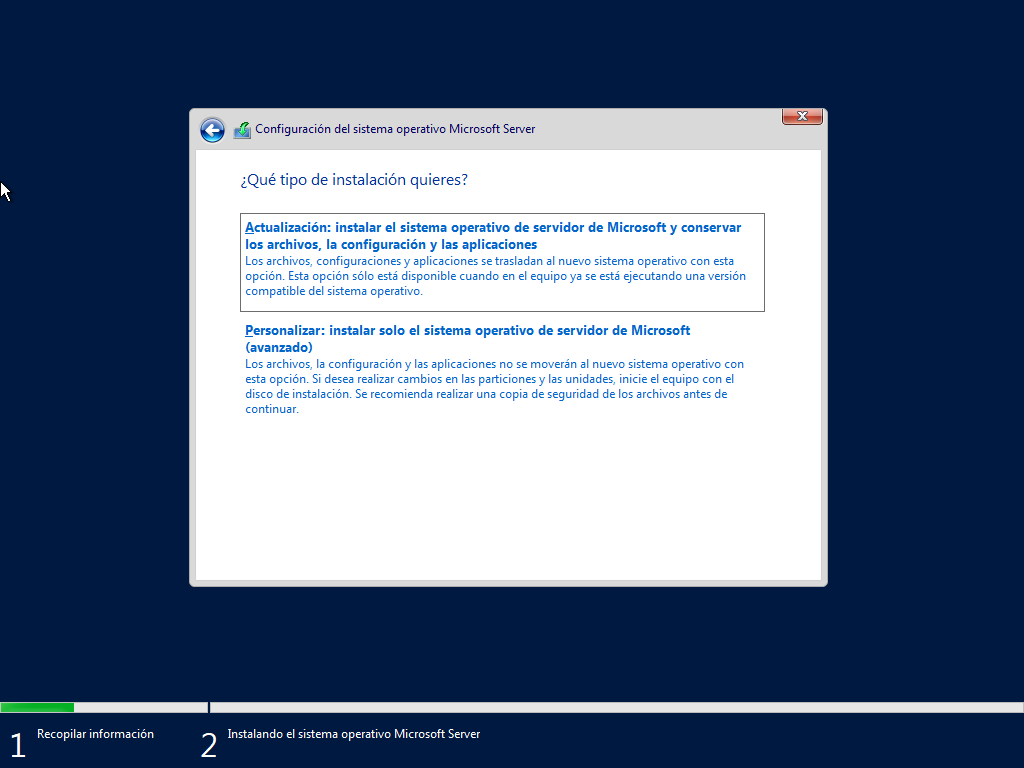 Configuración del sistema operativo Microsoft Server
¿Qué tipo de instalación quieres?
Actualización: instalar el sistema operativo de servidor de Microsoft y conservar
los archivos, la configuración y las aplicaciones
Los archivos, configuraciones y aplicaciones se trasladan al nuevo sistema operativo con esta
opción. Esta opción sólo está disponible cuando en el equipo ya se está ejecutando una versión
compatible del sistema operativo.
Personalizar: instalar solo el sistema operativo de servidor de Microsoft
(avanzado)
Los archivos, la configuración y las aplicaciones no se moverán al nuevo sistema operativo con
esta opción. Si desea realizar cambios en las particiones y las unidades, inicie el equipo con el
disco de instalación. Se recomienda realizar una copia de seguridad de los archivos antes de
continuar.
1 Recopilar información
2 Instalando el sistema operativo Microsoft Server